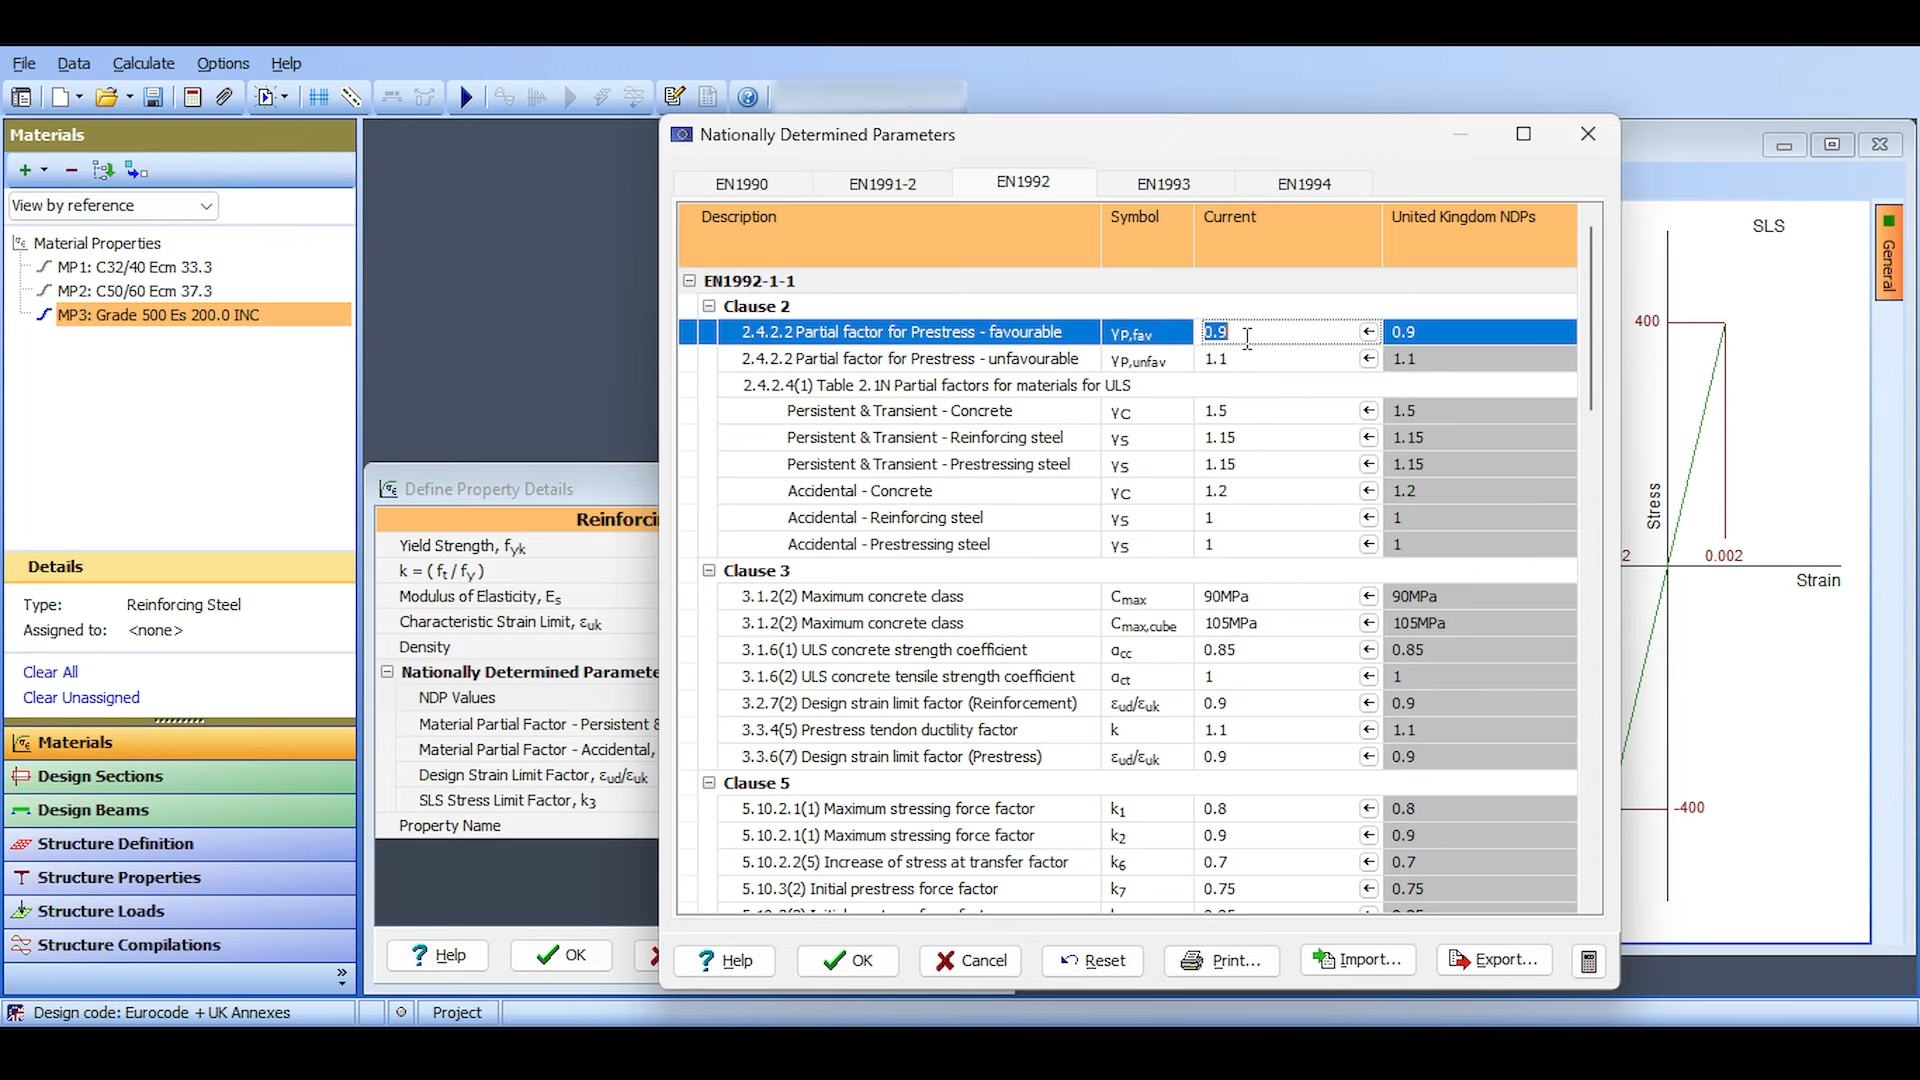 File Data Calculate Options Help
Materials
View by reference
Material Properties
MP1: C32/40 Ecm 33.3
MP2: C50/60 Ecm 37.3
MP3: Grade 500 Es 200.0 INC
Details
Type: Reinforcing Steel
Assigned to: <none>
Clear All
Clear Unassigned
Materials
Design Sections
Design Beams
Structure Definition
Structure Properties
Structure Loads
Structure Compilations
Design code: Eurocode + UK Annexes Project
Define Property Details
Reinforci
Yield Strength, fyk
k = ( ft / fy )
Modulus of Elasticity, Es
Characteristic Strain Limit, εuk
Density
Nationally Determined Paramete
NDP Values
Material Partial Factor - Persistent &
Material Partial Factor - Accidental,
Design Strain Limit Factor, εud/εuk
SLS Stress Limit Factor, k3
Property Name
Help OK
Nationally Determined Parameters
EN1990 EN1991-2 EN1992 EN1993 EN1994
Description Symbol Current United Kingdom NDPs
EN1992-1-1
Clause 2
2.4.2.2 Partial factor for Prestress - favourable γP,fav 0.9 0.9
2.4.2.2 Partial factor for Prestress - unfavourable γP,unfav 1.1 1.1
2.4.2.4(1) Table 2.1N Partial factors for materials for ULS
Persistent & Transient - Concrete γC 1.5 1.5
Persistent & Transient - Reinforcing steel γS 1.15 1.15
Persistent & Transient - Prestressing steel γS 1.15 1.15
Accidental - Concrete γC 1.2 1.2
Accidental - Reinforcing steel γS 1 1
Accidental - Prestressing steel γS 1 1
Clause 3
3.1.2(2) Maximum concrete class Cmax 90MPa 90MPa
3.1.2(2) Maximum concrete class Cmax,cube 105MPa 105MPa
3.1.6(1) ULS concrete strength coefficient αcc 0.85 0.85
3.1.6(2) ULS concrete tensile strength coefficient αct 1 1
3.2.7(2) Design strain limit factor (Reinforcement) εud/εuk 0.9 0.9
3.3.4(5) Prestress tendon ductility factor k 1.1 1.1
3.3.6(7) Design strain limit factor (Prestress) εud/εuk 0.9 0.9
Clause 5
5.10.2.1(1) Maximum stressing force factor k1 0.8 0.8
5.10.2.1(1) Maximum stressing force factor k2 0.9 0.9
5.10.2.2(5) Increase of stress at transfer factor k6 0.7 0.7
5.10.3(2) Initial prestress force factor k7 0.75 0.75
Help OK Cancel Reset Print... Import... Export...
SLS
General
400
Stress
2 0.002
Strain
-400